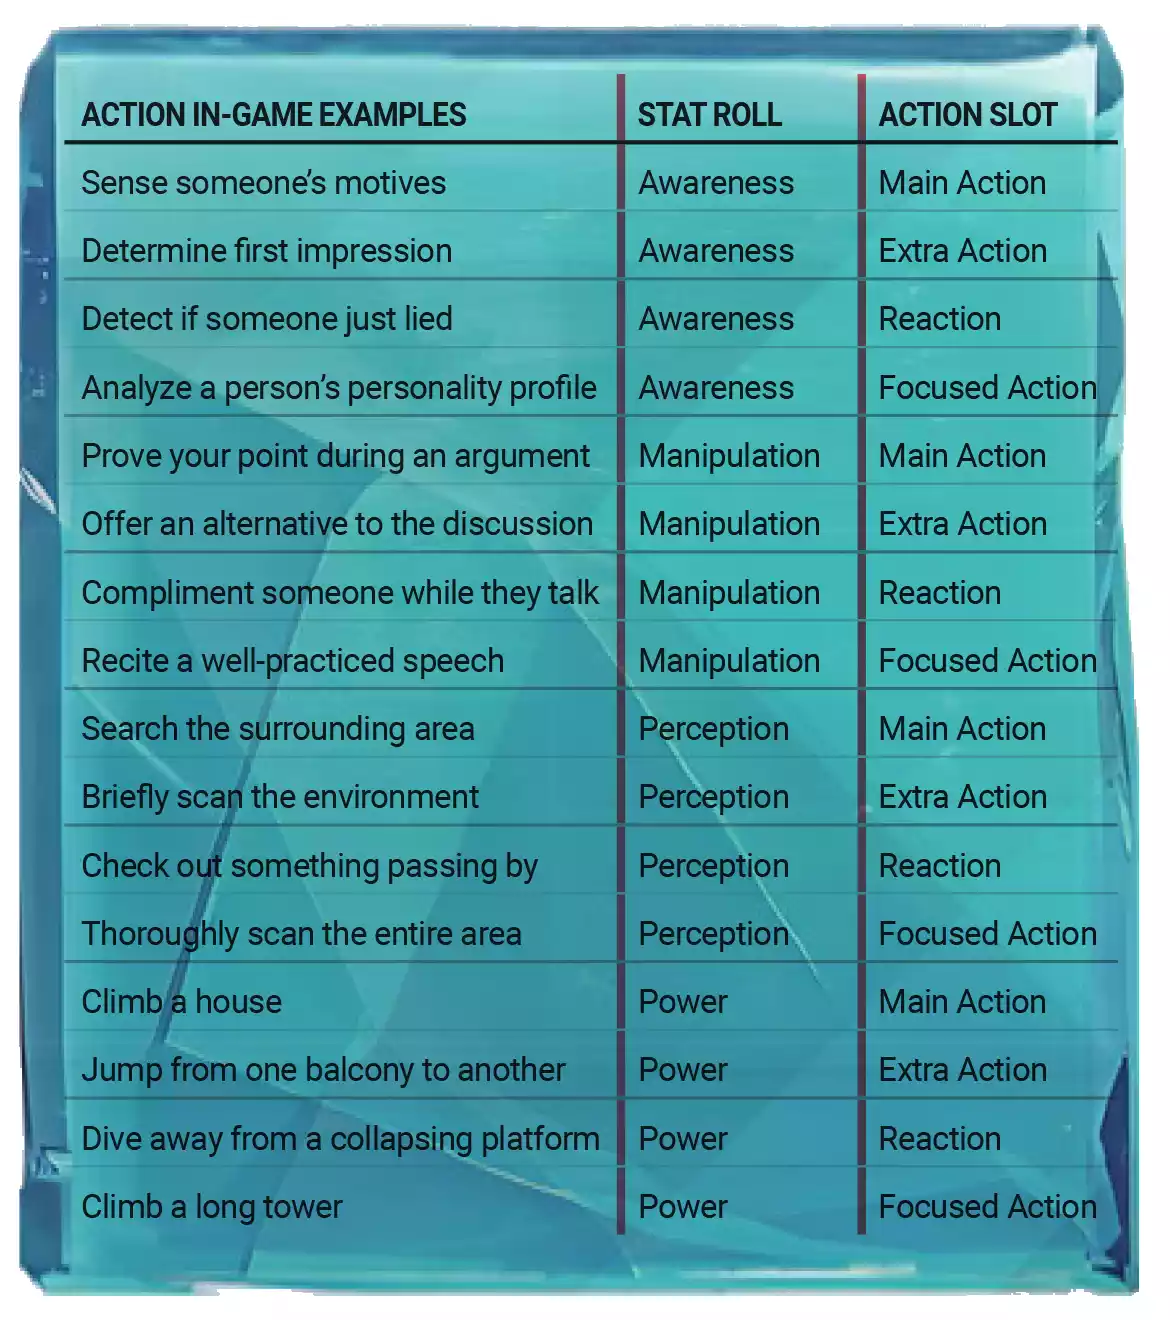 ACTION IN-GAME EXAMPLES STAT ROLL ACTION SLOT
Sense someone’s motives Awareness Main Action
Determine first impression Awareness Extra Action
Detect if someone just lied Awareness Reaction
Analyze a person’s personality profile Awareness Focused Action
Prove your point during an argument Manipulation Main Action
Offer an alternative to the discussion Manipulation Extra Action
Compliment someone while they talk Manipulation Reaction
Recite a well-practiced speech Manipulation Focused Action
Search the surrounding area Perception Main Action
Briefly scan the environment Perception Extra Action
Check out something passing by Perception Reaction
Thoroughly scan the entire area Perception Focused Action
Climb a house Power Main Action
Jump from one balcony to another Power Extra Action
Dive away from a collapsing platform Power Reaction
Climb a long tower Power Focused Action